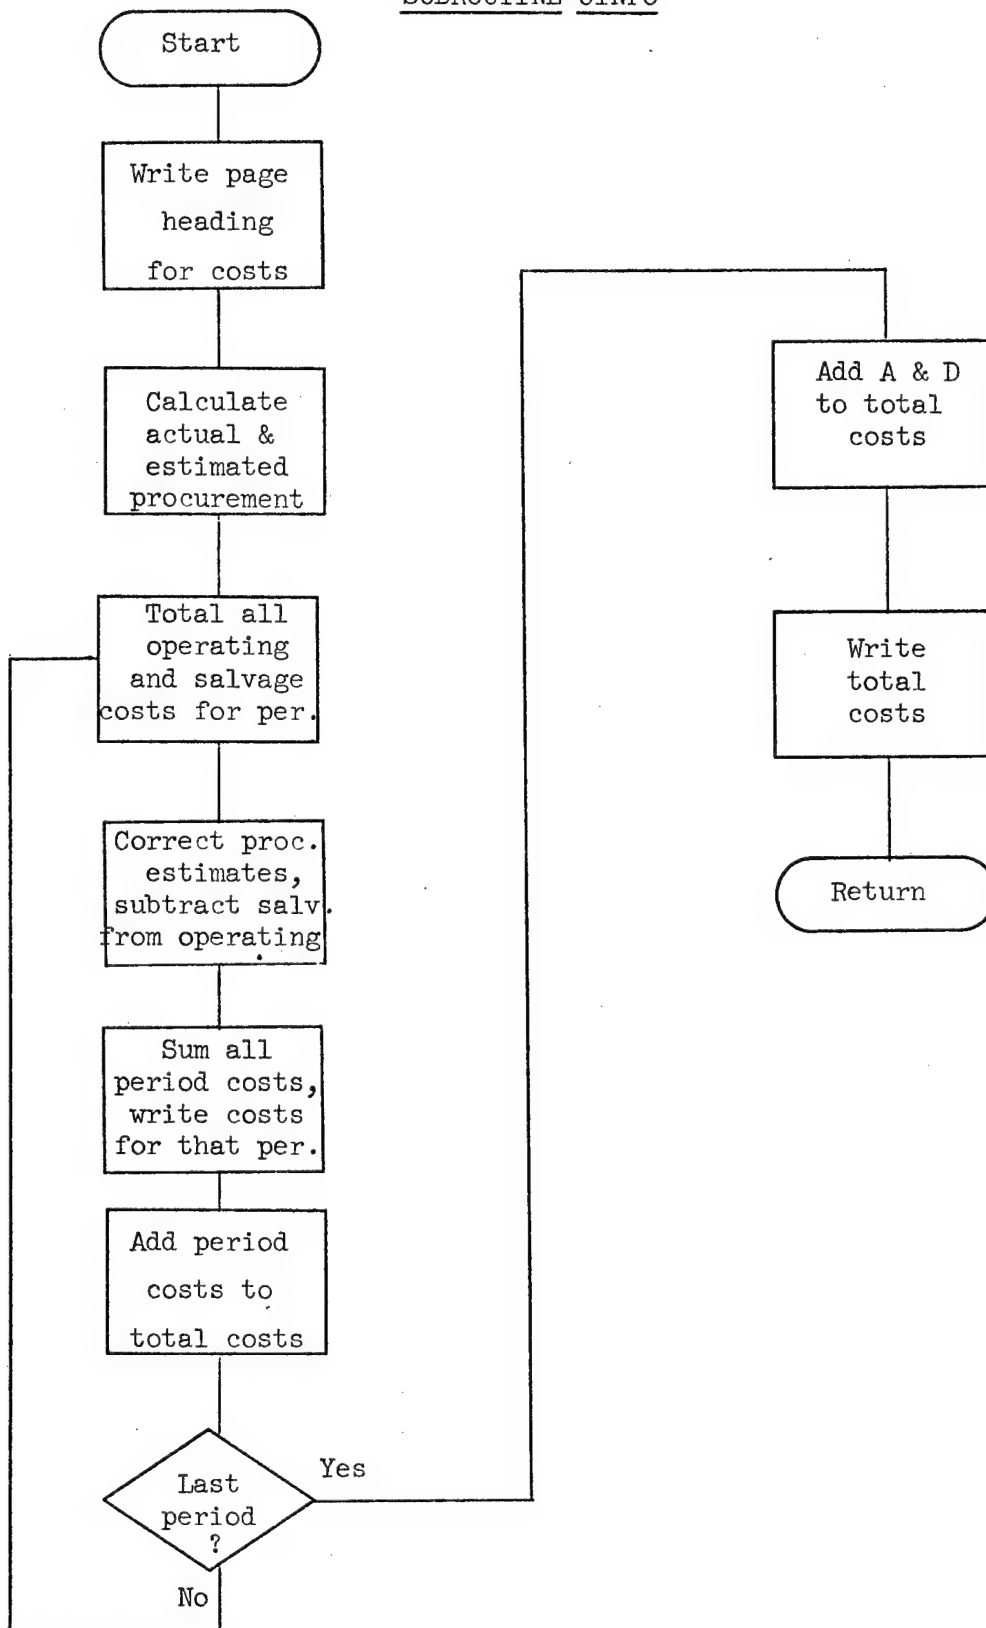 SUBROUTINE
Start
Write page
heading
for costs
Calculate
actual &
estimated
procurement
Total all
operating
and salvage
costs for per.
Correct proc.
estimates,
subtract salv.
from operating
Sum all
period costs,
write costs
for that per.
Add period
costs to
total costs
Last
period
?
Yes
No
Add A & D
to total
costs
Write
total
costs
Return